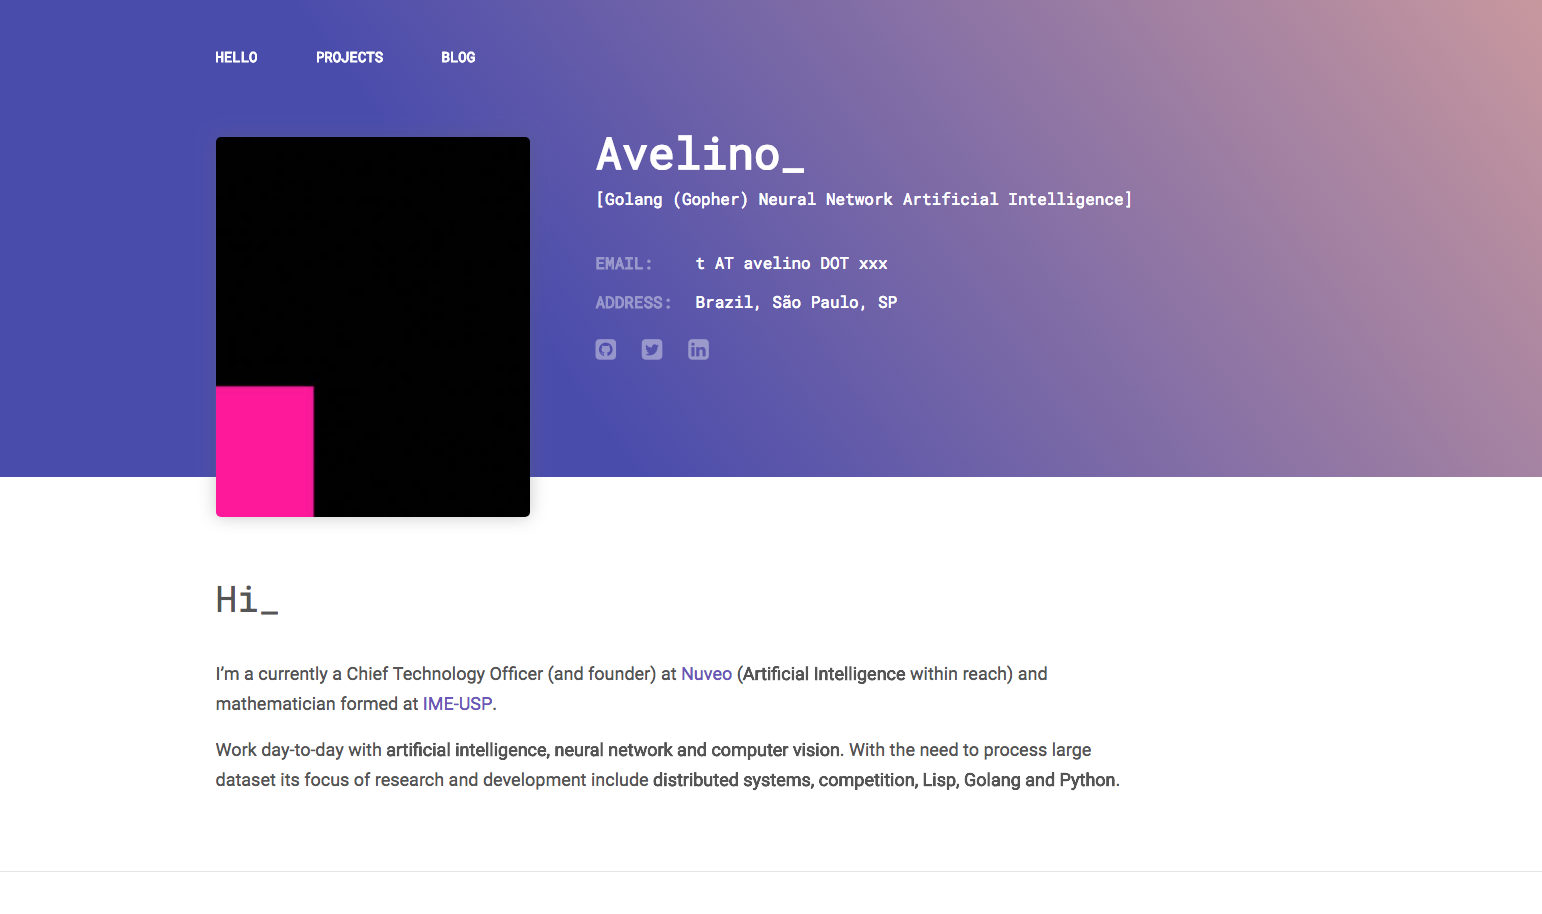 HELLO PROJECTS BLOG
Avelino_
[Golang (Gopher) Neural Network Artificial Intelligence]
EMAIL: t AT avelino DOT xxx
ADDRESS: Brazil, São Paulo, SP
in
Hi_
I’m a currently a Chief Technology Officer (and founder) at Nuveo (Artificial Intelligence within reach) and
mathematician formed at IME-USP.
Work day-to-day with artificial intelligence, neural network and computer vision. With the need to process large
dataset its focus of research and development include distributed systems, competition, Lisp, Golang and Python.